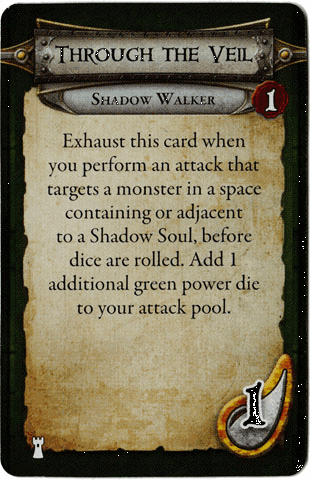 Through the Veil
Shadow Walker
1
Exhaust this card when
you perform an attack that
targets a monster in a space
containing or adjacent
to a Shadow Soul, before
dice are rolled. Add 1
additional green power die
to your attack pool.
1